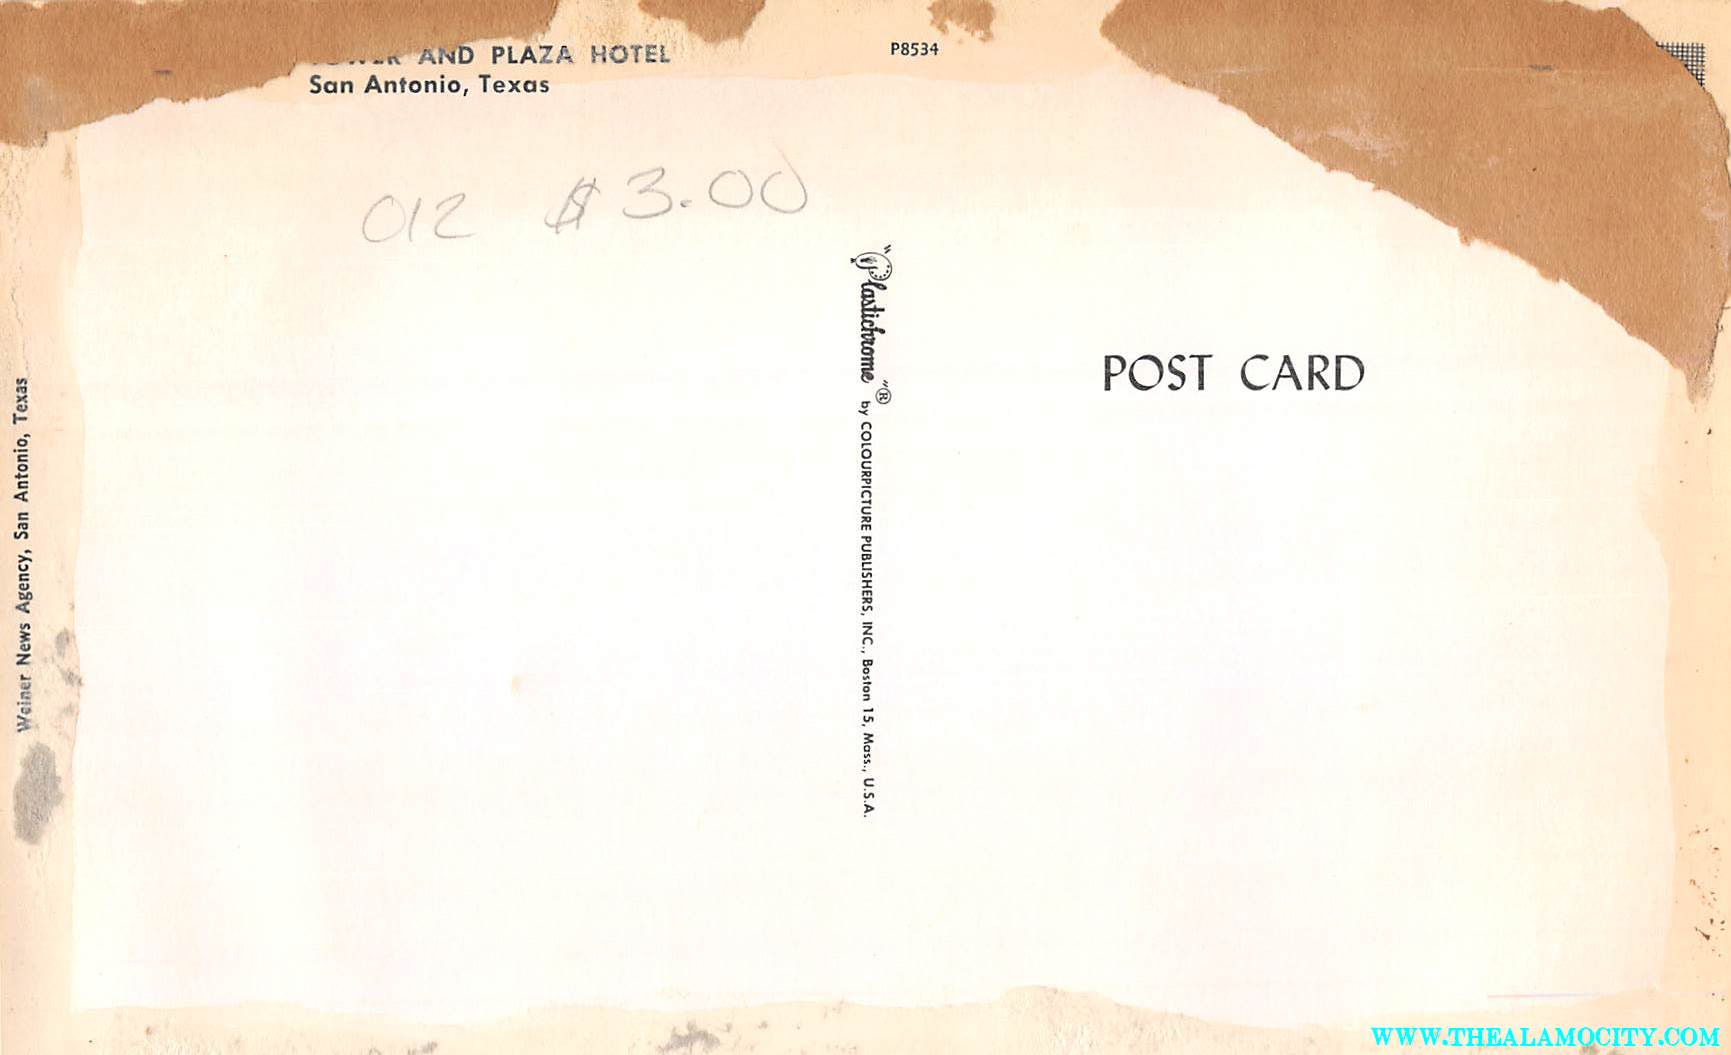 AND PLAZA HOTEL
San Antonio, Texas
P8534
012 $3.00
"Plastichrome"® by COLOURPICTURE PUBLISHERS, INC., Boston 15, Mass., U.S.A.
POST CARD
Weiner News Agency, San Antonio, Texas
WWW.THEALAMOCITY.COM